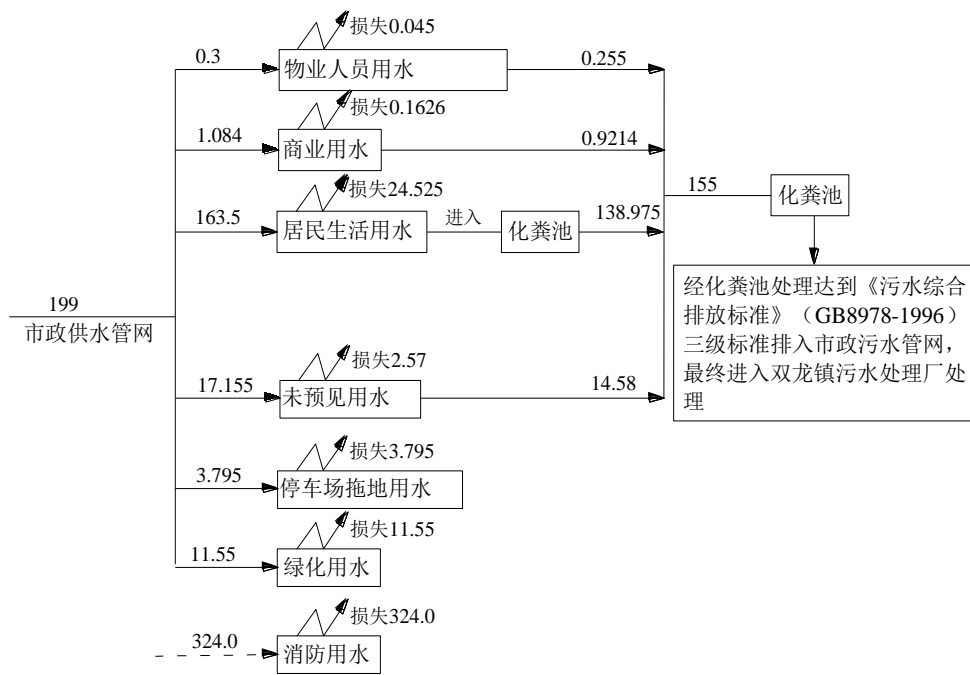 损失0.045
0.3
物业人员用水
0.255
损失0.1626
1.084
商业用水
0.9214
损失24.525
163.5
居民生活用水
进入
化粪池
138.975
155
化粪池
199
市政供水管网
经化粪池处理达到《污水综合
排放标准》（GB8978-1996）
三级标准排入市政污水管网，
最终进入双龙镇污水处理厂处
理
损失2.57
17.155
未预见用水
14.58
损失3.795
3.795
停车场拖地用水
损失11.55
11.55
绿化用水
损失324.0
324.0
消防用水